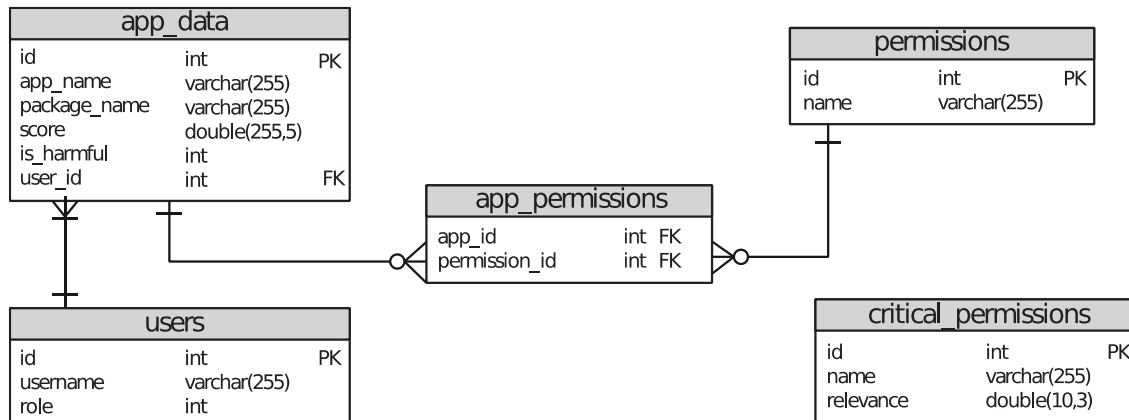 app_data
id int PK
app_name varchar(255)
package_name varchar(255)
score double(255,5)
is_harmful int
user_id int FK
permissions
id int PK
name varchar(255)
app_permissions
app_id int FK
permission_id int FK
users
id int PK
username varchar(255)
role int
critical_permissions
id int PK
name varchar(255)
relevance double(10,3)